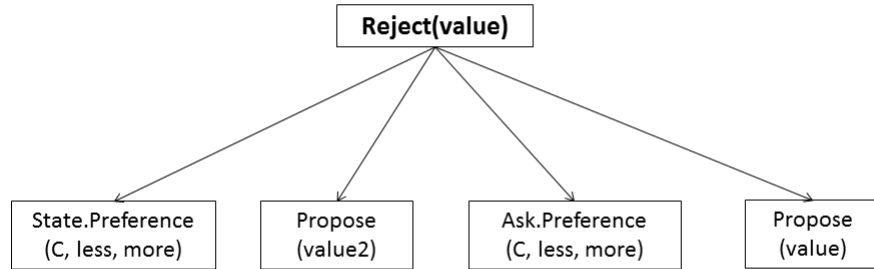 Reject(value)
State.Preference
(C, less, more)
Propose
(value2)
Ask.Preference
(C, less, more)
Propose
(value)